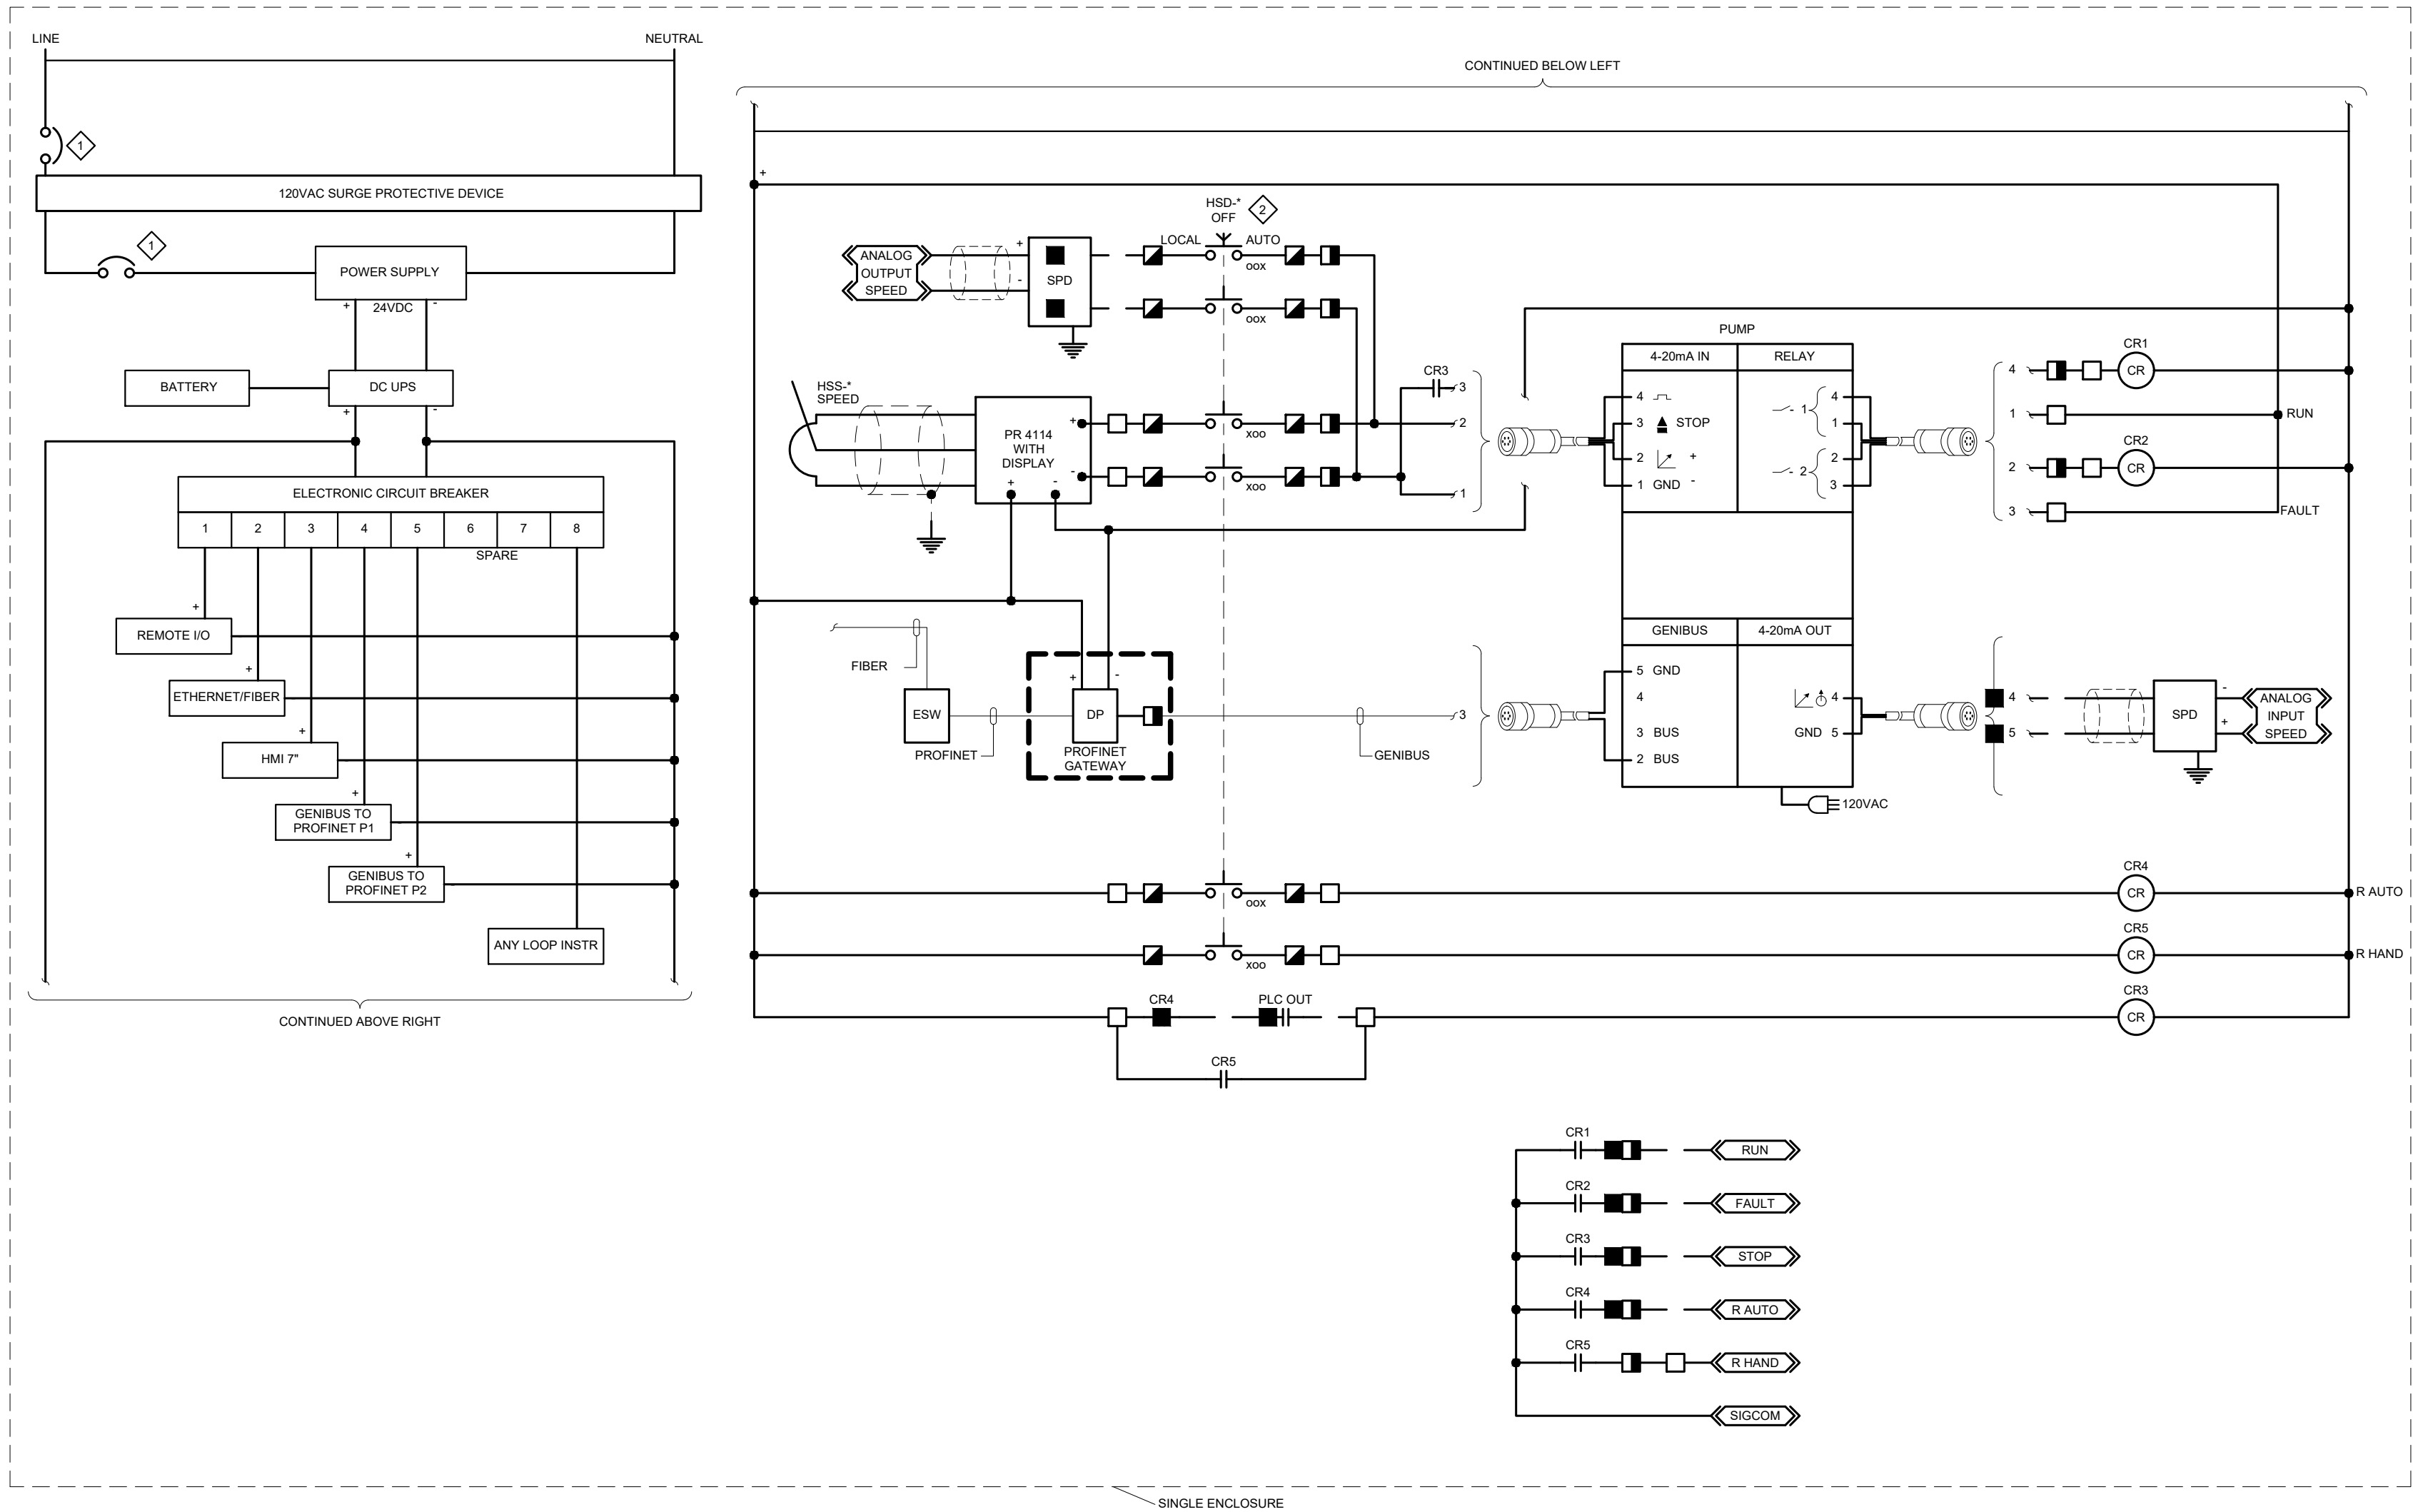 LINE
NEUTRAL
1
120VAC SURGE PROTECTIVE DEVICE
1
POWER SUPPLY
+ 24VDC -
BATTERY
DC UPS
+ -
ELECTRONIC CIRCUIT BREAKER
1 2 3 4 5 6 7 8
SPARE
+
REMOTE I/O
+
ETHERNET/FIBER
+
HMI 7"
+
GENIBUS TO
PROFINET P1
+
GENIBUS TO
PROFINET P2
ANY LOOP INSTR
CONTINUED ABOVE RIGHT
CONTINUED BELOW LEFT
+
HSD-*
OFF
2
LOCAL
AUTO
ANALOG
OUTPUT
SPEED
+
-
SPD
OOX
OOX
HSS-*
SPEED
PR 4114
WITH
DISPLAY
+
-
+ -
XOO
XOO
CR3
3
2
1
PUMP
4-20mA IN
RELAY
4
3 STOP
2 +
1 GND -
1
4
1
2
2
3
CR1
4
CR
1
RUN
CR2
2
CR
3
FAULT
FIBER
ESW
PROFINET
+ -
DP
PROFINET
GATEWAY
GENIBUS
3
GENIBUS
4-20mA OUT
5 GND
4
3 BUS
2 BUS
4
GND 5
120VAC
4
5
SPD
-
+
ANALOG
INPUT
SPEED
OOX
CR4
CR
R AUTO
XOO
CR5
CR
R HAND
CR4
PLC OUT
CR3
CR
CR5
CR1
RUN
CR2
FAULT
CR3
STOP
CR4
R AUTO
CR5
R HAND
SIGCOM
SINGLE ENCLOSURE